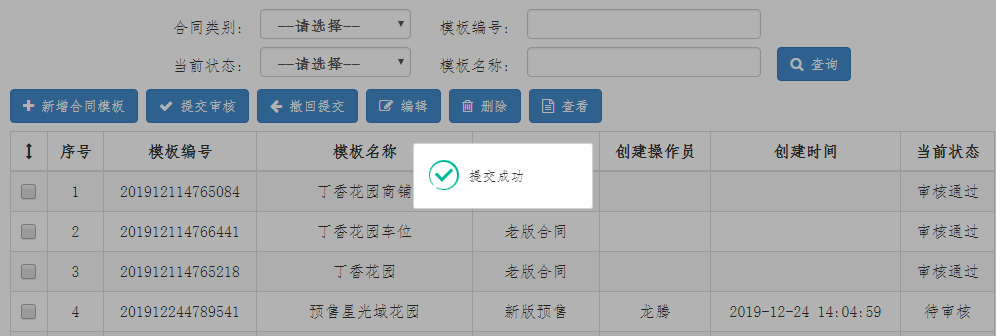 合同类别： --请选择-- 模板编号：
当前状态： --请选择-- 模板名称： 查询
新增合同模板 提交审核 撤回提交 编辑 删除 查看
序号 模板编号 模板名称 创建操作员 创建时间 当前状态
提交成功
1 201912114765084 丁香花园商铺 审核通过
2 201912114766441 丁香花园车位 老版合同 审核通过
3 201912114765218 丁香花园 老版合同 审核通过
4 201912244789541 预售星光域花园 新版预售 龙腾 2019-12-24 14:04:59 待审核